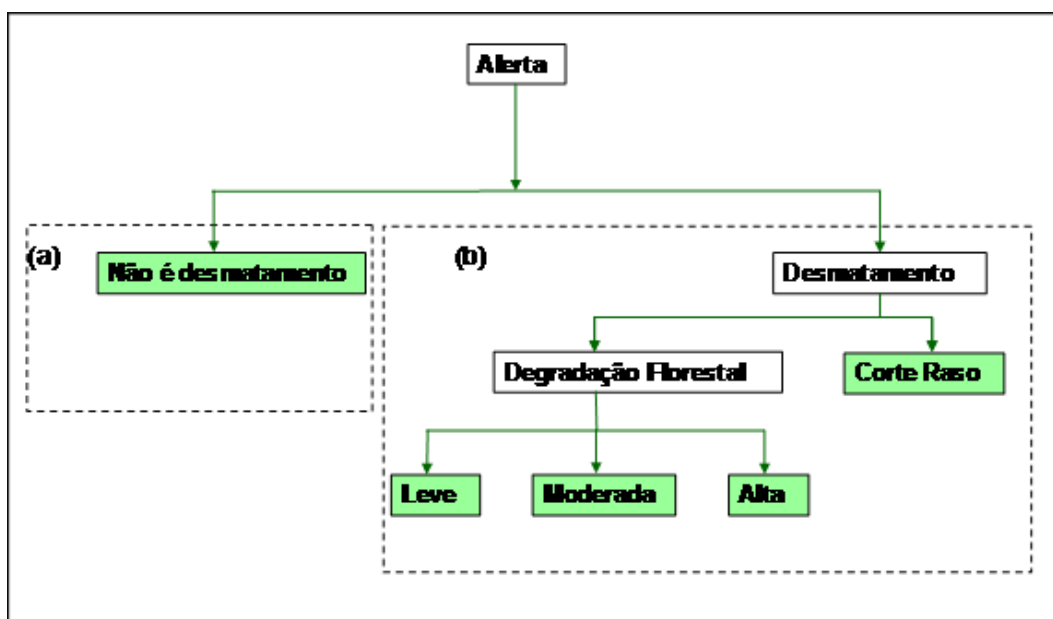 Alerta
(a)
Não é desmatamento
(b)
Desmatamento
Degradação Florestal
Corte Raso
Leve
Moderada
Alta